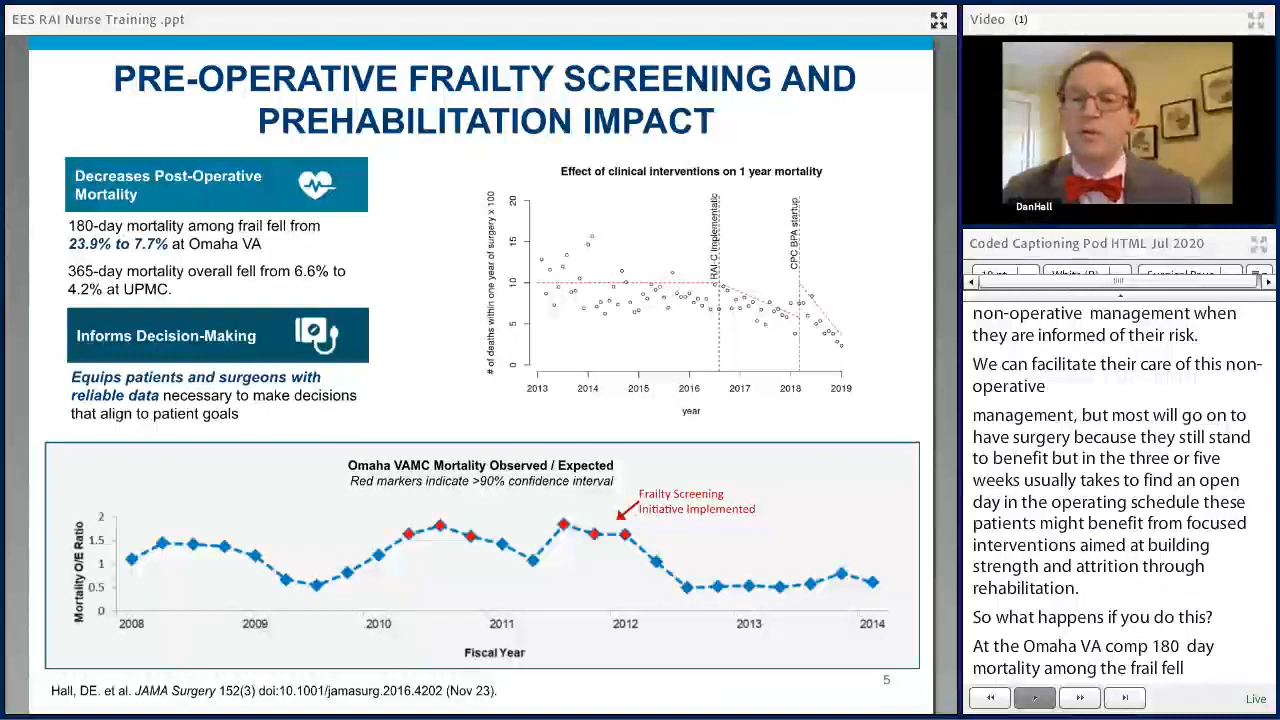 EES RAI Nurse Training .ppt
PRE-OPERATIVE FRAILTY SCREENING AND
PREHABILITATION IMPACT
Decreases Post-Operative
Mortality
180-day mortality among frail fell from
23.9% to 7.7% at Omaha VA
365-day mortality overall fell from 6.6% to
4.2% at UPMC.
Informs Decision-Making
Equips patients and surgeons with
reliable data necessary to make decisions
that align to patient goals
Effect of clinical interventions on 1 year mortality
# of deaths within one year of surgery x 100
20
15
10
5
0
RAI-C implementatic
CPC BPA startup
2013 2014 2015 2016 2017 2018 2019
year
Omaha VAMC Mortality Observed / Expected
Red markers indicate >90% confidence interval
Frailty Screening
Initiative Implemented
Mortality O/E Ratio
2
1.5
1
0.5
0
2008 2009 2010 2011 2012 2013 2014
Fiscal Year
Hall, DE. et al. JAMA Surgery 152(3) doi:10.1001/jamasurg.2016.4202 (Nov 23).
5
Video (1)
DanHall
Coded Captioning Pod HTML Jul 2020
non-operative management when
they are informed of their risk.
We can facilitate their care of this non-
operative
management, but most will go on to
have surgery because they still stand
to benefit but in the three or five
weeks usually takes to find an open
day in the operating schedule these
patients might benefit from focused
interventions aimed at building
strength and attrition through
rehabilitation.
So what happens if you do this?
At the Omaha VA comp 180 day
mortality among the frail fell
Live